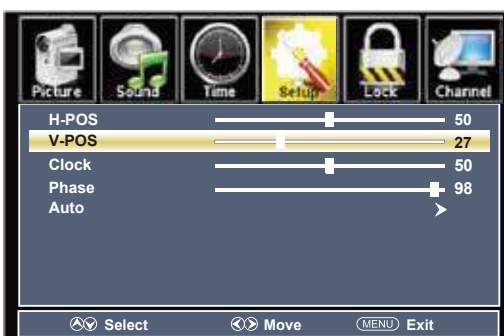 Picture Sound Time Setup Lock Channel
H-POS 50
V-POS 27
Clock 50
Phase 98
Auto
Select Move MENU Exit